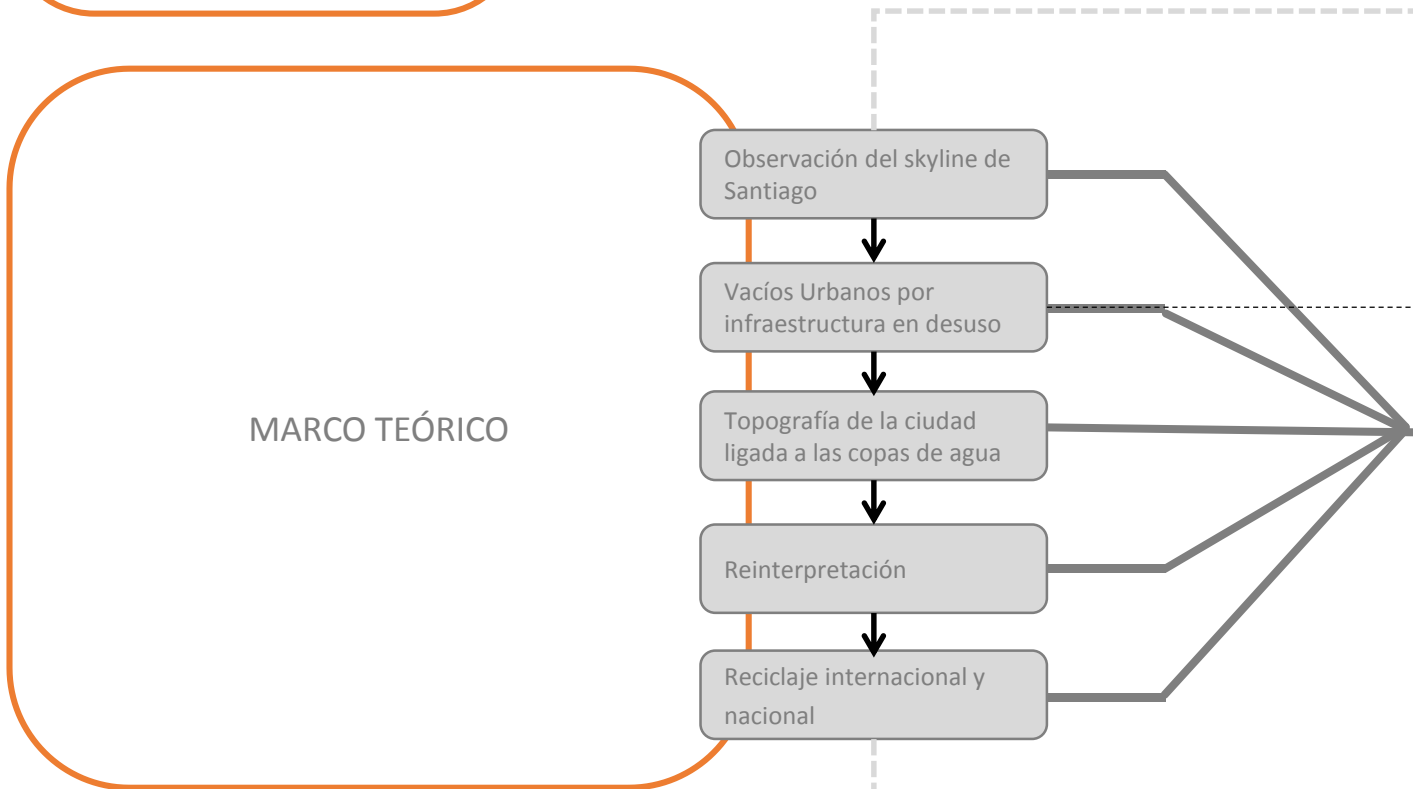 Observación del skyline de
Santiago
Vacíos Urbanos por
infraestructura en desuso
MARCO TEÓRICO
Topografía de la ciudad
ligada a las copas de agua
Reinterpretación
Reciclaje internacional y
nacional